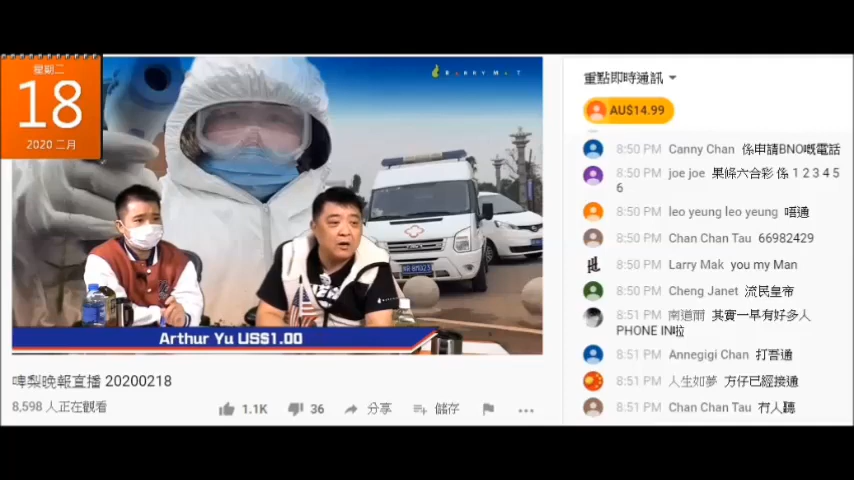 星期二
18
2020 二月
BARRY MAT
Arthur Yu US$1.00
啤梨晚報直播 20200218
8,598 人正在觀看
1.1K
36
分享
儲存
重點即時通訊
AU$14.99
8:50 PM Canny Chan 係申請BNO嘅電話
8:50 PM joe joe 果條六合彩 係 1 2 3 4 5
6
8:50 PM leo yeung leo yeung 唔通
8:50 PM Chan Chan Tau 66982429
8:50 PM Larry Mak you my Man
8:50 PM Cheng Janet 流民皇帝
8:51 PM 南道爾 其實一早有好多人
PHONE IN啦
8:51 PM Annegigi Chan 打吾通
8:51 PM 人生如夢 方仔已經接通
8:51 PM Chan Chan Tau 冇人聽